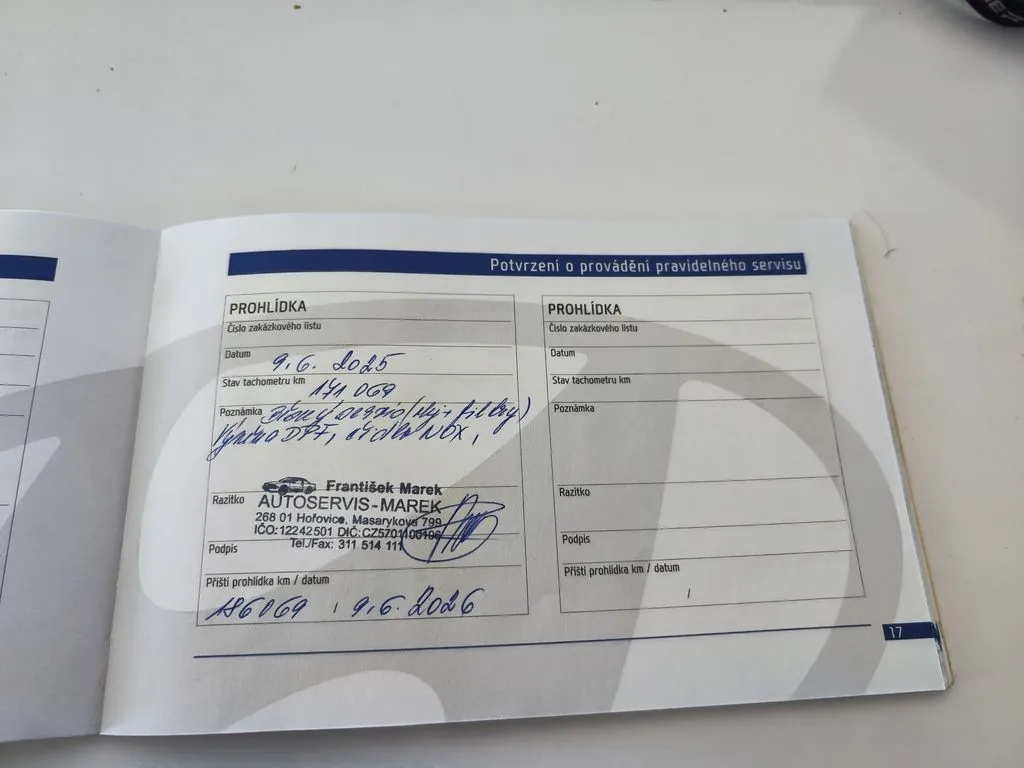 Potvrzení o provádění pravidelného servisu
PROHLÍDKA
Číslo zakázkového listu
Datum 9.6. 2025
Stav tachometru km 171 069
Poznámka (olej+filtry)
Výměna DPF, čidla NOX,
František Marek
Razítko AUTOSERVIS-MAREK
268 01 Hořovice, Masarykova 799
IČO: 12242501 DIČ: CZ5701100196
Tel./Fax: 311 514 111
Podpis
Příští prohlídka km / datum
186069 / 9.6.2026
PROHLÍDKA
Číslo zakázkového listu
Datum
Stav tachometru km
Poznámka
Razítko
Podpis
Příští prohlídka km / datum
/
17